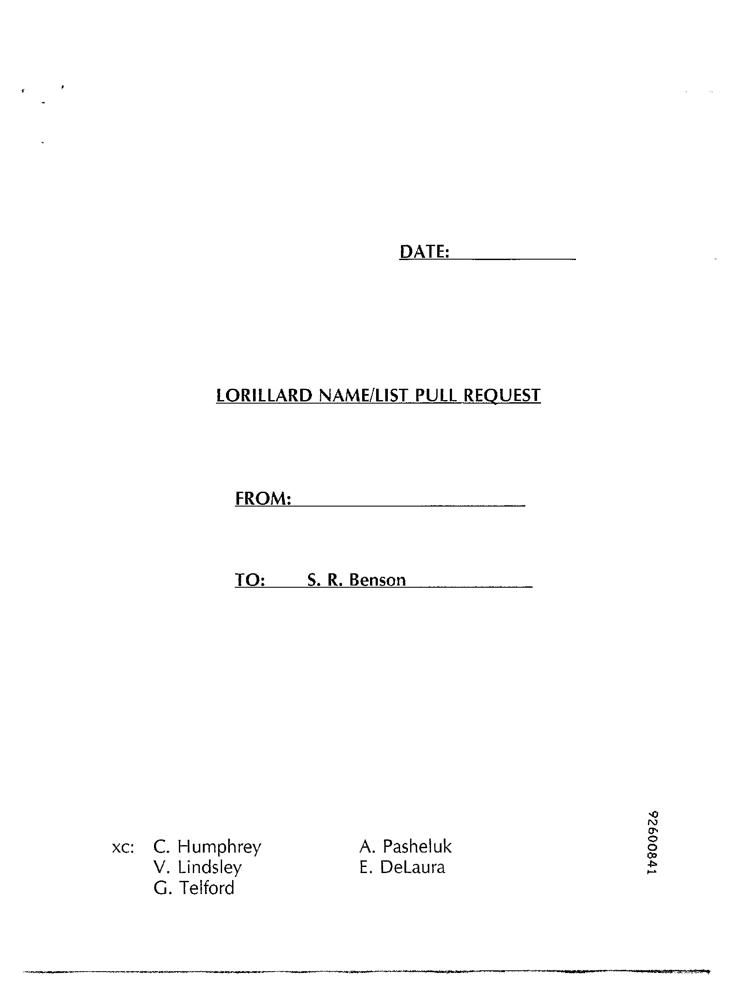 DATE:
LORILLARD NAME/LIST PULL REQUEST
FROM:
TO: S. R. Benson
xc: C. Humphrey A. Pasheluk
V. Lindsley E. DeLaura
G. Telford
92600841